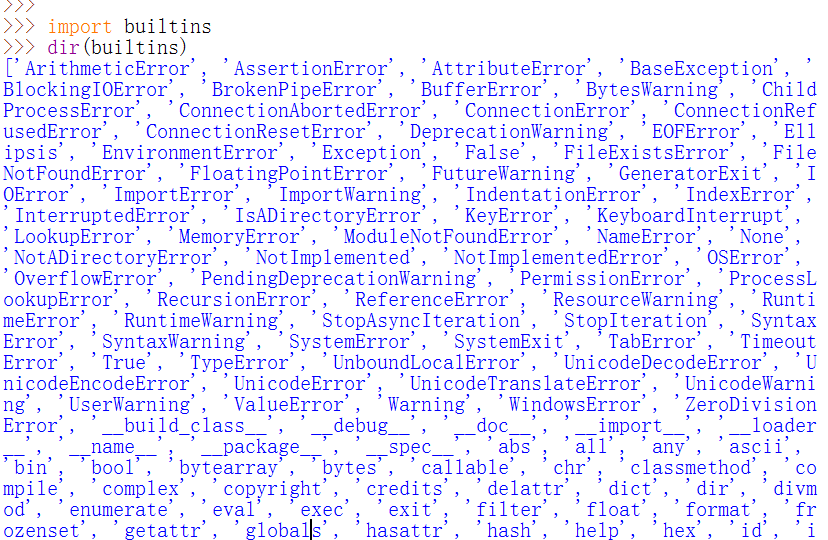 >>>
>>> import builtins
>>> dir(builtins)
['ArithmeticError', 'AssertionError', 'AttributeError', 'BaseException', '
BlockingIOError', 'BrokenPipeError', 'BufferError', 'BytesWarning', 'Child
ProcessError', 'ConnectionAbortedError', 'ConnectionError', 'ConnectionRef
usedError', 'ConnectionResetError', 'DeprecationWarning', 'EOFError', 'Ell
ipsis', 'EnvironmentError', 'Exception', 'False', 'FileExistsError', 'File
NotFoundError', 'FloatingPointError', 'FutureWarning', 'GeneratorExit', 'I
OError', 'ImportError', 'ImportWarning', 'IndentationError', 'IndexError',
'InterruptedError', 'IsADirectoryError', 'KeyError', 'KeyboardInterrupt',
'LookupError', 'MemoryError', 'ModuleNotFoundError', 'NameError', 'None',
'NotADirectoryError', 'NotImplemented', 'NotImplementedError', 'OSError',
'OverflowError', 'PendingDeprecationWarning', 'PermissionError', 'ProcessL
ookupError', 'RecursionError', 'ReferenceError', 'ResourceWarning', 'Runti
meError', 'RuntimeWarning', 'StopAsyncIteration', 'StopIteration', 'Syntax
Error', 'SyntaxWarning', 'SystemError', 'SystemExit', 'TabError', 'Timeout
Error', 'True', 'TypeError', 'UnboundLocalError', 'UnicodeDecodeError', 'U
nicodeEncodeError', 'UnicodeError', 'UnicodeTranslateError', 'UnicodeWarni
ng', 'UserWarning', 'ValueError', 'Warning', 'WindowsError', 'ZeroDivision
Error', '__build_class__', '__debug__', '__doc__', '__import__', '__loader
__', '__name__', '__package__', '__spec__', 'abs', 'all', 'any', 'ascii',
'bin', 'bool', 'bytearray', 'bytes', 'callable', 'chr', 'classmethod', 'co
mpile', 'complex', 'copyright', 'credits', 'delattr', 'dict', 'dir', 'divm
od', 'enumerate', 'eval', 'exec', 'exit', 'filter', 'float', 'format', 'fr
ozenset', 'getattr', 'globals', 'hasattr', 'hash', 'help', 'hex', 'id', 'i